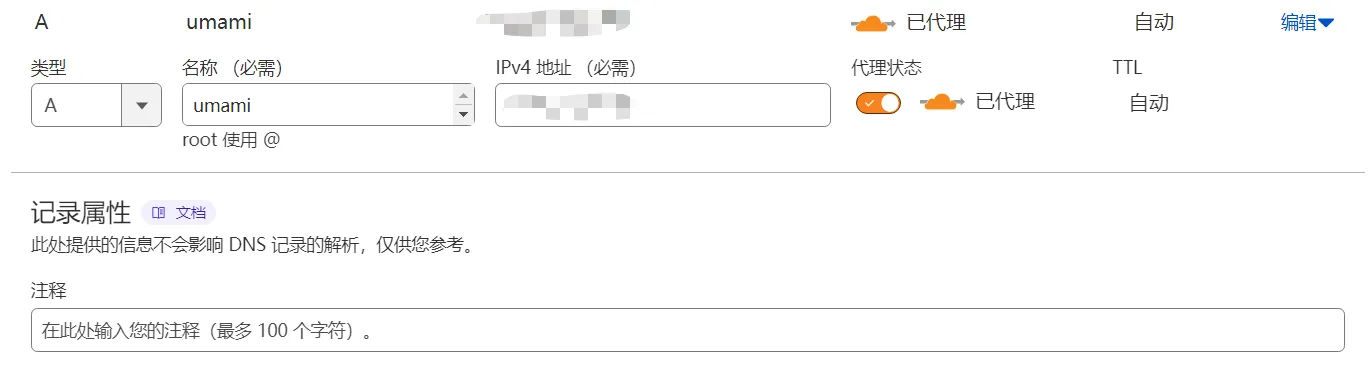 A umami 已代理 自动 编辑
类型 名称 （必需） IPv4 地址 （必需） 代理状态 TTL
A umami 已代理 自动
root 使用 @
记录属性 文档
此处提供的信息不会影响 DNS 记录的解析，仅供您参考。
注释
在此处输入您的注释（最多 100 个字符）。